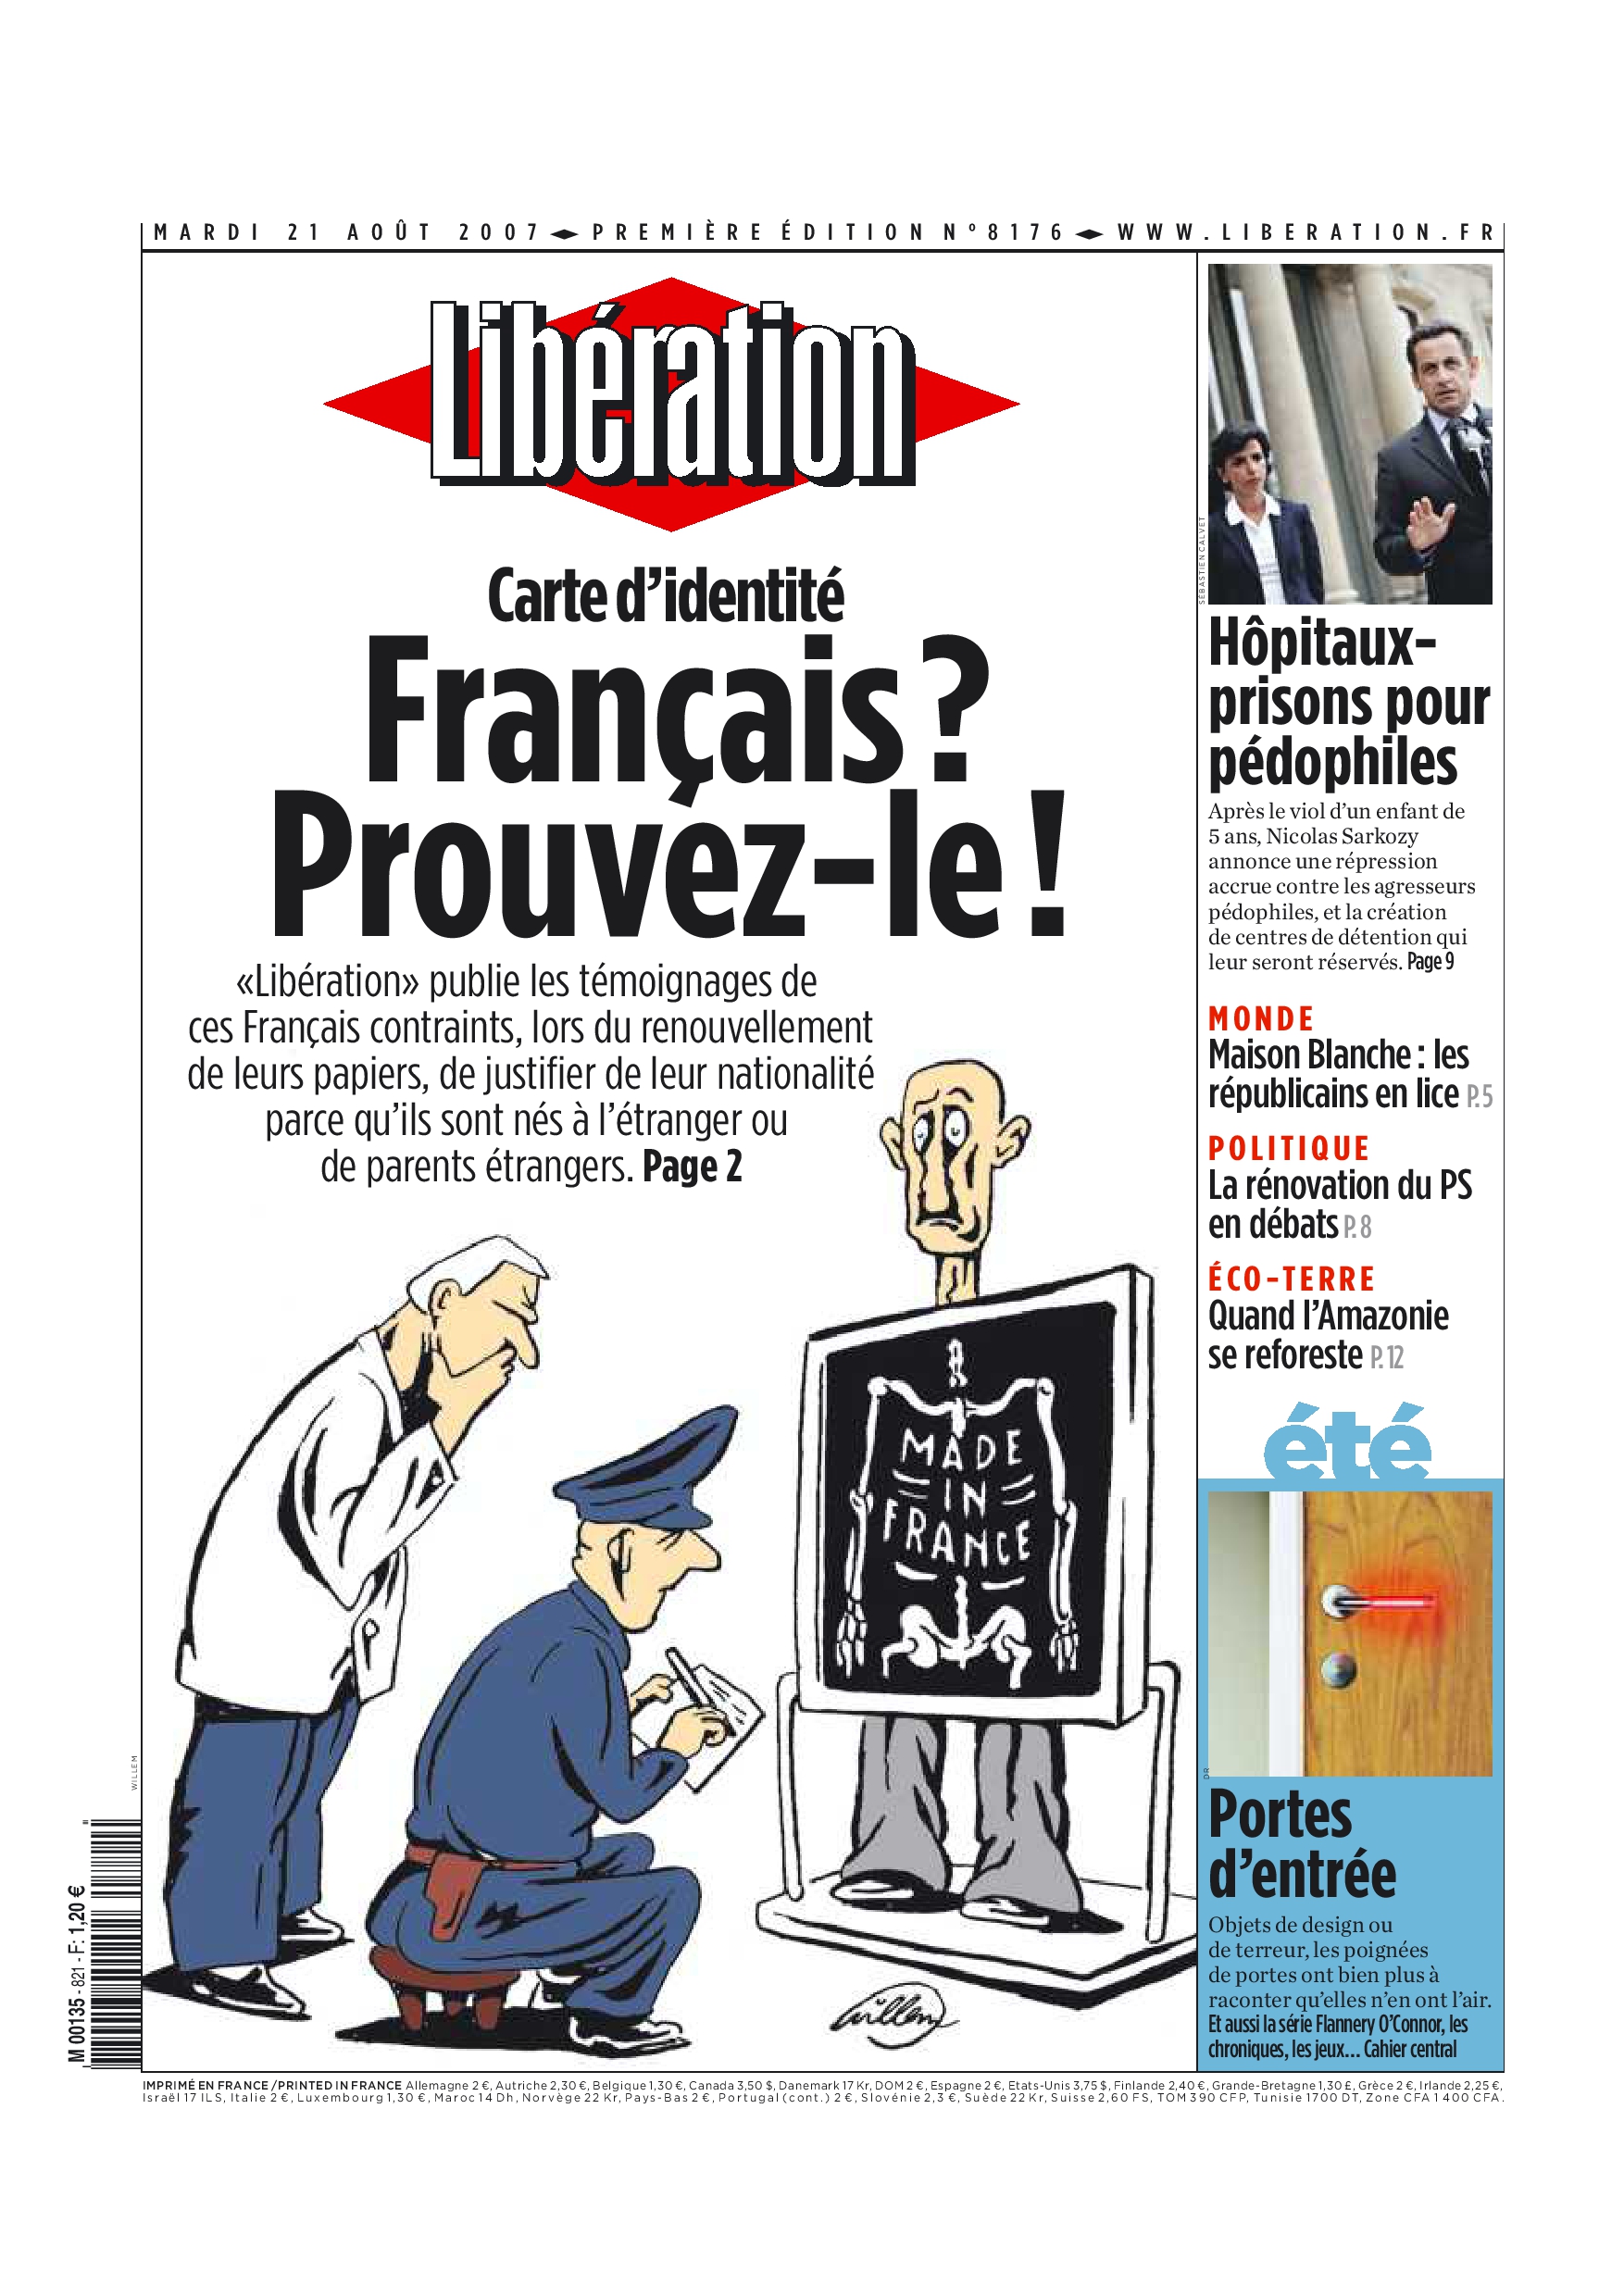 MARDI 21 AOÛT 2007 ◆ PREMIÈRE ÉDITION Nº8176 ◆ WWW.LIBERATION.FR
Libération
Carte d’identité
Français ?
Prouvez-le !
«Libération» publie les témoignages de
ces Français contraints, lors du renouvellement
de leurs papiers, de justifier de leur nationalité
parce qu’ils sont nés à l’étranger ou
de parents étrangers. Page 2
MADE
IN
FRANCE
Willem
WILLEM
M 00135 - 821 - F: 1,20 €
SÉBASTIEN CALVET
Hôpitaux-
prisons pour
pédophiles
Après le viol d’un enfant de
5 ans, Nicolas Sarkozy
annonce une répression
accrue contre les agresseurs
pédophiles, et la création
de centres de détention qui
leur seront réservés. Page 9
MONDE
Maison Blanche : les
républicains en lice P.5
POLITIQUE
La rénovation du PS
en débats P.8
ÉCO-TERRE
Quand l’Amazonie
se reforeste P.12
été
DR
Portes
d’entrée
Objets de design ou
de terreur, les poignées
de portes ont bien plus à
raconter qu’elles n’en ont l’air.
Et aussi la série Flannery O’Connor, les
chroniques, les jeux... Cahier central
IMPRIMÉ EN FRANCE / PRINTED IN FRANCE Allemagne 2 €, Autriche 2,30 €, Belgique 1,30 €, Canada 3,50 $, Danemark 17 Kr, DOM 2 €, Espagne 2 €, Etats-Unis 3,75 $, Finlande 2,40 €, Grande-Bretagne 1,30 £, Grèce 2 €, Irlande 2,25 €,
Israël 17 ILS, Italie 2 €, Luxembourg 1,30 €, Maroc 14 Dh, Norvège 22 Kr, Pays-Bas 2 €, Portugal (cont.) 2 €, Slovénie 2,3 €, Suède 22 Kr, Suisse 2,60 FS, TOM 390 CFP, Tunisie 1700 DT, Zone CFA 1 400 CFA.